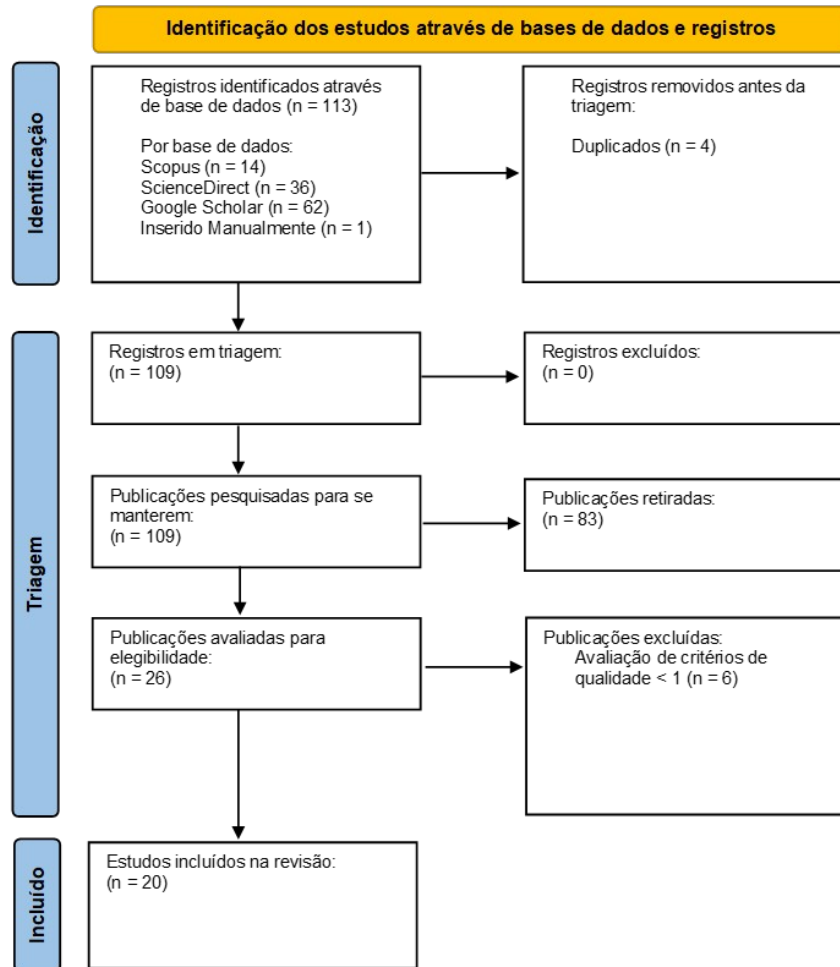 Identificação dos estudos através de bases de dados e registros
Identificação
Registros identificados através
de base de dados (n = 113)
Por base de dados:
Scopus (n = 14)
ScienceDirect (n = 36)
Google Scholar (n = 62)
Inserido Manualmente (n = 1)
Registros removidos antes da
triagem:
Duplicados (n = 4)
Triagem
Registros em triagem:
(n = 109)
Registros excluídos:
(n = 0)
Publicações pesquisadas para se
manterem:
(n = 109)
Publicações retiradas:
(n = 83)
Publicações avaliadas para
elegibilidade:
(n = 26)
Publicações excluídas:
Avaliação de critérios de
qualidade < 1 (n = 6)
Incluído
Estudos incluídos na revisão:
(n = 20)